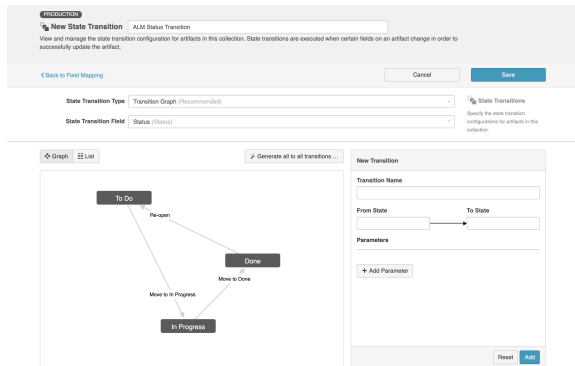 PRODUCTION
New State Transition
ALM Status Transition
View and manage the state transition configuration for artifacts in this collection. State transitions are executed when certain fields on an artifact change in order to
successfully update the artifact.
Back to Field Mapping
Cancel
Save
State Transition Type
Transition Graph (Recommended)
State Transition Field
Status (Status)
State Transitions
Specify the state transition
configurations for artifacts in this
collection.
Graph
List
Generate all to all transitions ...
To Do
Re-open
Done
Move to Done
Move to In Progress
In Progress
New Transition
Transition Name
From State
To State
Parameters
+ Add Parameter
Reset
Add